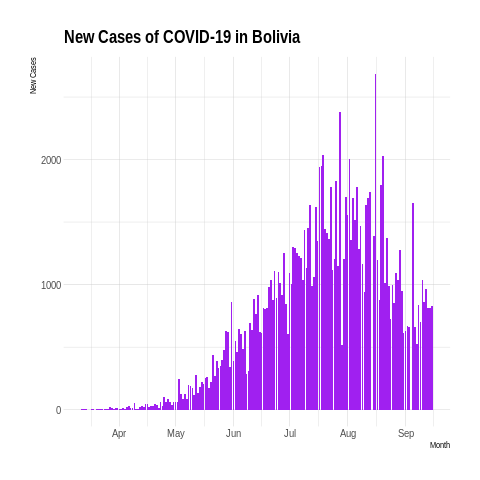 New Cases of COVID-19 in Bolivia
New Cases
2000
1000
0
Apr May Jun Jul Aug Sep
Month